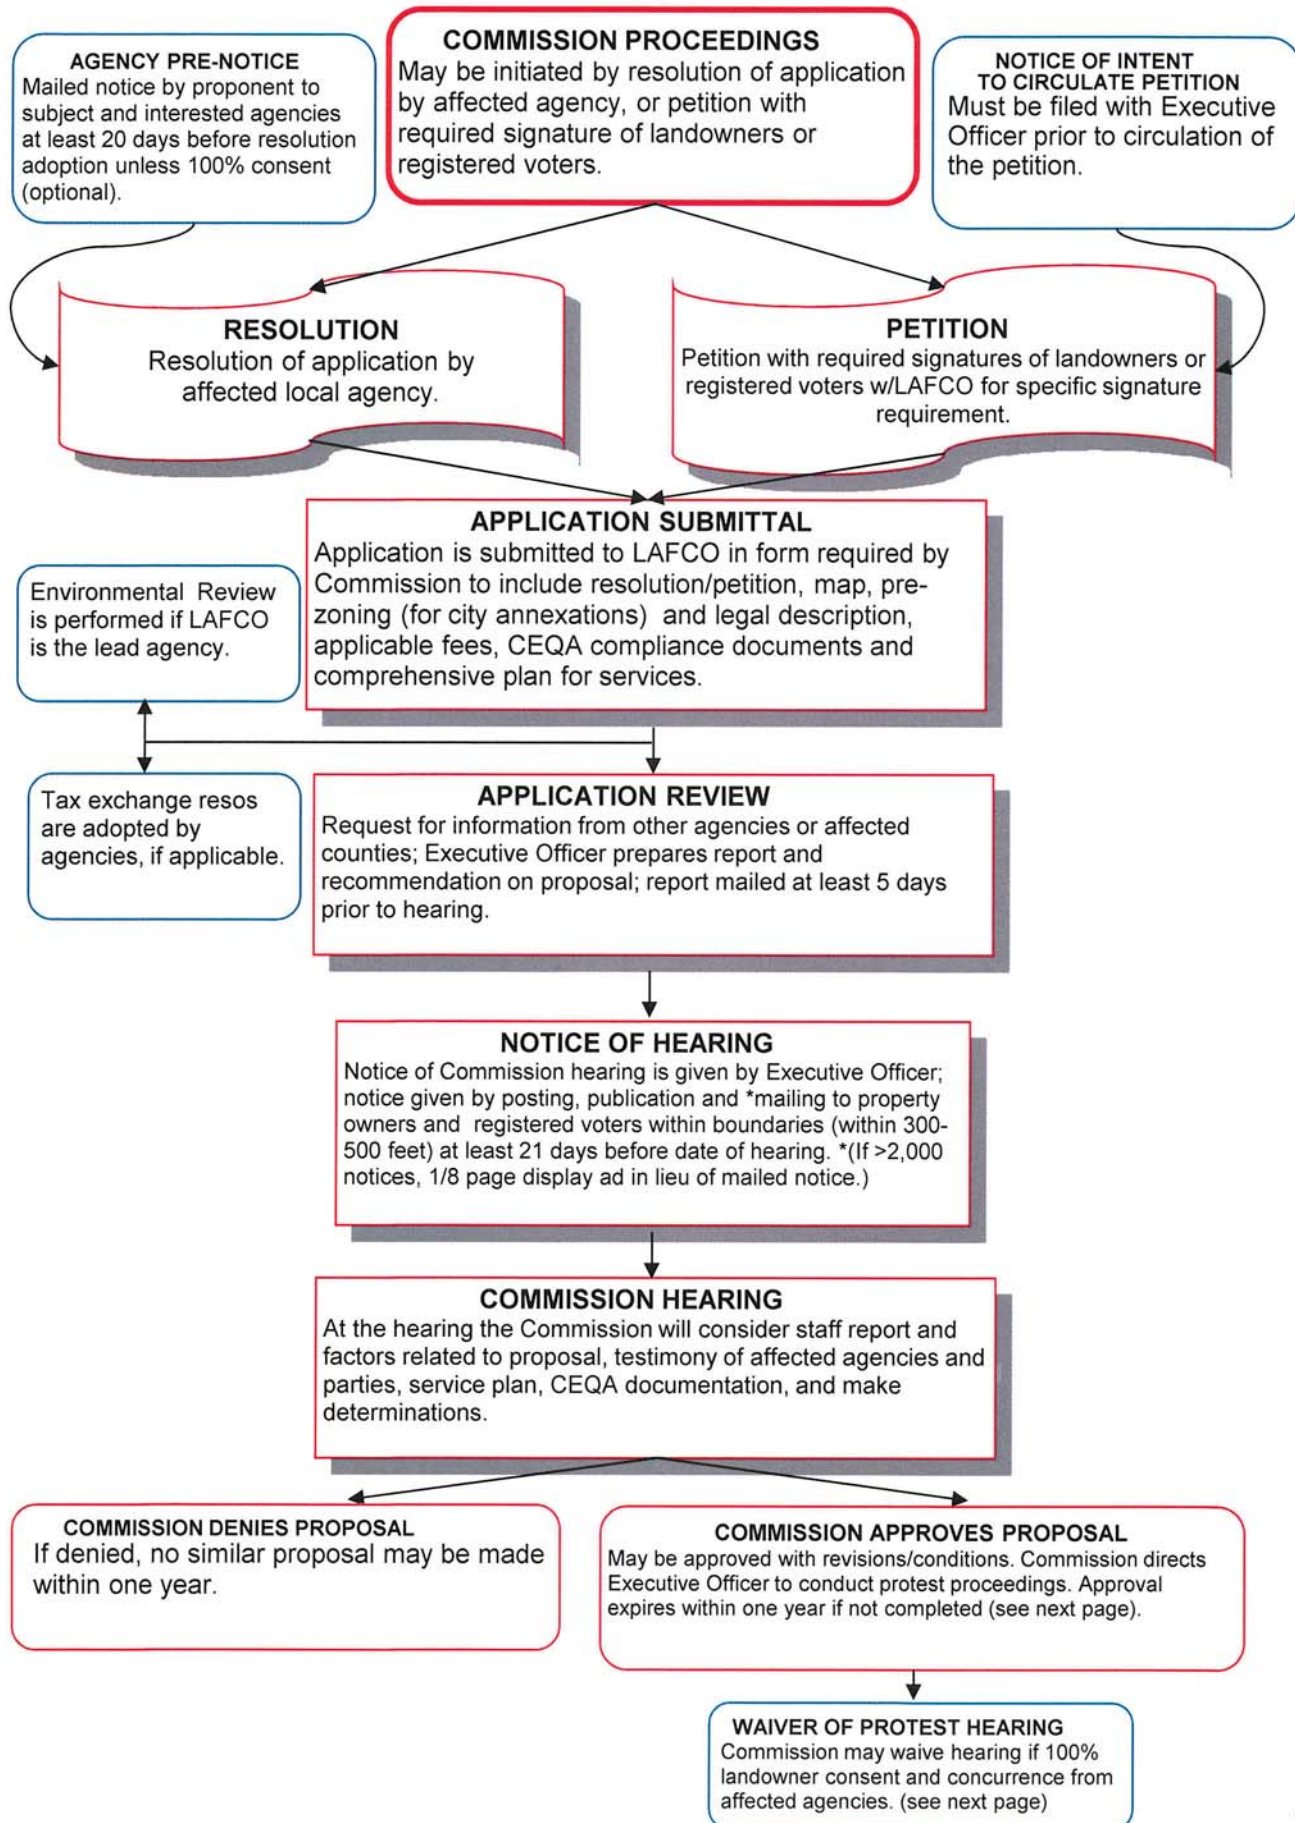 AGENCY PRE-NOTICE
Mailed notice by proponent to
subject and interested agencies
at least 20 days before resolution
adoption unless 100% consent
(optional).
COMMISSION PROCEEDINGS
May be initiated by resolution of application
by affected agency, or petition with
required signature of landowners or
registered voters.
NOTICE OF INTENT
TO CIRCULATE PETITION
Must be filed with Executive
Officer prior to circulation of
the petition.
RESOLUTION
Resolution of application by
affected local agency.
PETITION
Petition with required signatures of landowners or
registered voters w/LAFCO for specific signature
requirement.
APPLICATION SUBMITTAL
Application is submitted to LAFCO in form required by
Commission to include resolution/petition, map, pre-
zoning (for city annexations) and legal description,
applicable fees, CEQA compliance documents and
comprehensive plan for services.
Environmental Review
is performed if LAFCO
is the lead agency.
Tax exchange resos
are adopted by
agencies, if applicable.
APPLICATION REVIEW
Request for information from other agencies or affected
counties; Executive Officer prepares report and
recommendation on proposal; report mailed at least 5 days
prior to hearing.
NOTICE OF HEARING
Notice of Commission hearing is given by Executive Officer;
notice given by posting, publication and *mailing to property
owners and registered voters within boundaries (within 300-
500 feet) at least 21 days before date of hearing. *(If >2,000
notices, 1/8 page display ad in lieu of mailed notice.)
COMMISSION HEARING
At the hearing the Commission will consider staff report and
factors related to proposal, testimony of affected agencies and
parties, service plan, CEQA documentation, and make
determinations.
COMMISSION DENIES PROPOSAL
If denied, no similar proposal may be made
within one year.
COMMISSION APPROVES PROPOSAL
May be approved with revisions/conditions. Commission directs
Executive Officer to conduct protest proceedings. Approval
expires within one year if not completed (see next page).
WAIVER OF PROTEST HEARING
Commission may waive hearing if 100%
landowner consent and concurrence from
affected agencies. (see next page)